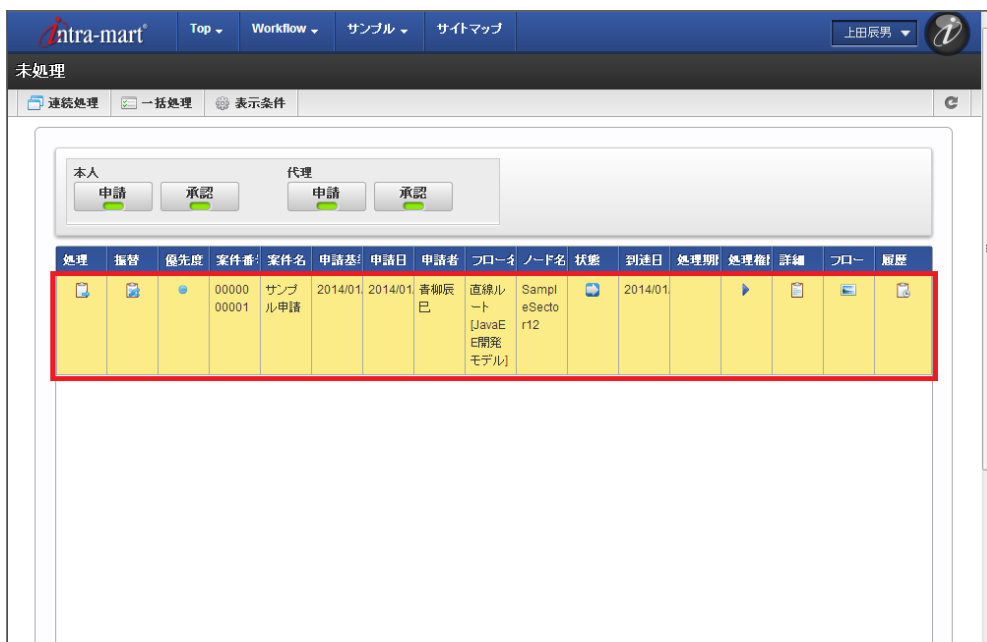 intra-mart® Top Workflow サンプル サイトマップ 上田辰男
未処理
連続処理 一括処理 表示条件
本人 代理
申請 承認 申請 承認
処理 振替 優先度 案件番 案件名 申請基 申請日 申請者 フロー名 ノード名 状態 到達日 処理期 処理権 詳細 フロー 履歴
00000 サンプ 2014/01 2014/01 青柳辰 直線ル Sampl 2014/01
00001 ル申請 巳 ート eSecto
[JavaE r12
E開発
モデル]